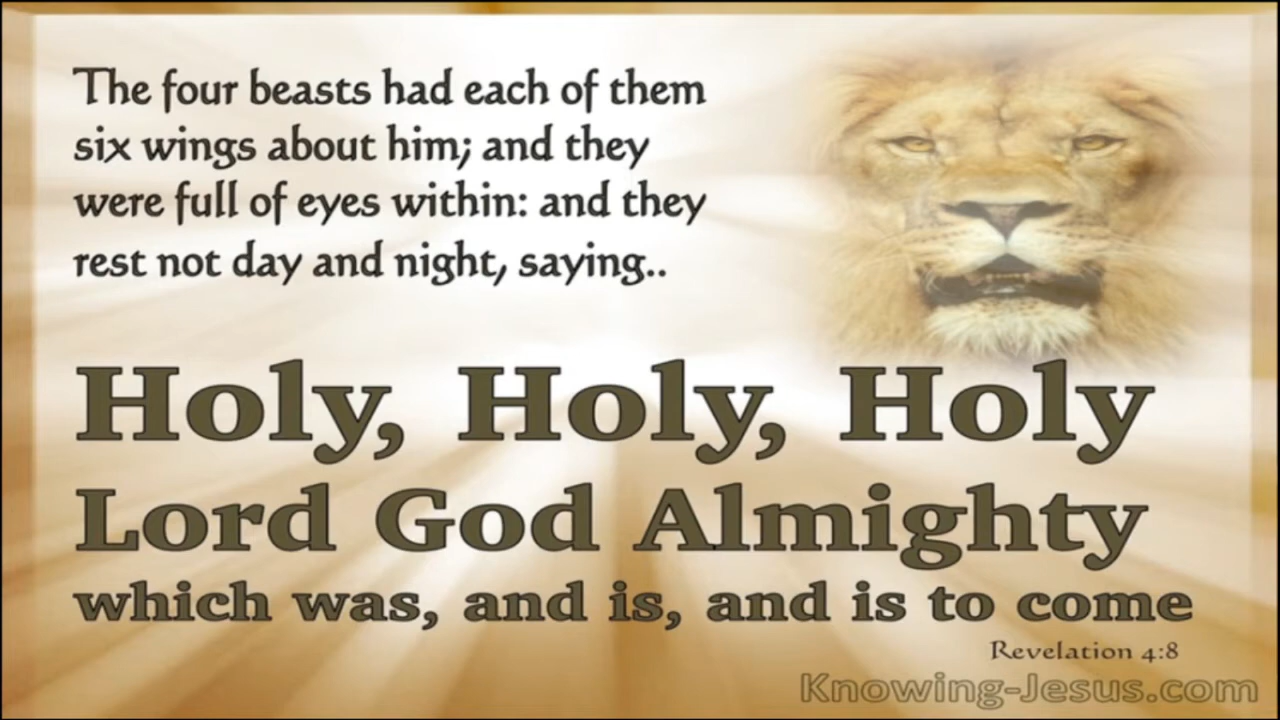 The four beasts had each of them
six wings about him; and they
were full of eyes within: and they
rest not day and night, saying..
Holy, Holy, Holy
Lord God Almighty
which was, and is, and is to come
Revelation 4:8
Knowing-Jesus.com